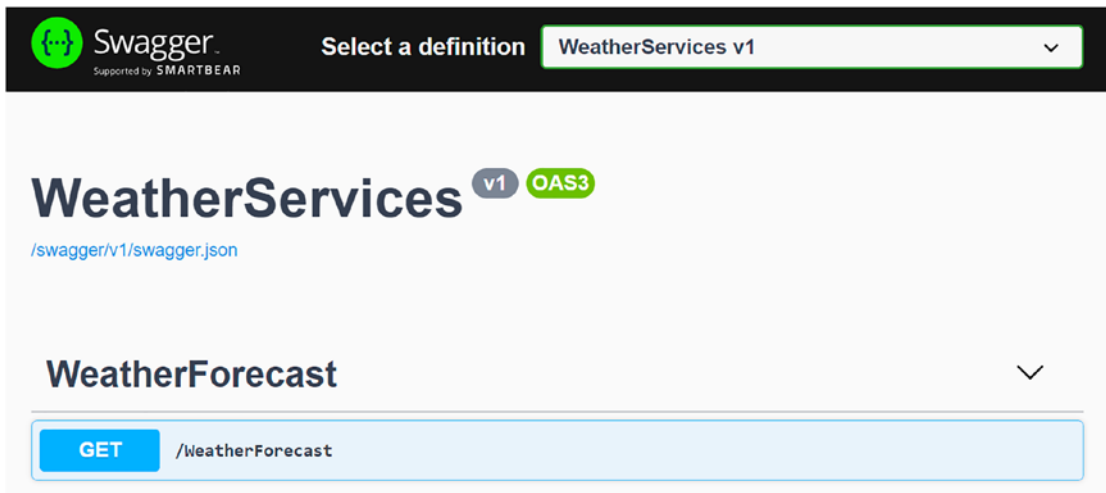 {···} Swagger.
Supported by SMARTBEAR
Select a definition
WeatherServices v1
WeatherServices v1 OAS3
/swagger/v1/swagger.json
WeatherForecast
GET /WeatherForecast